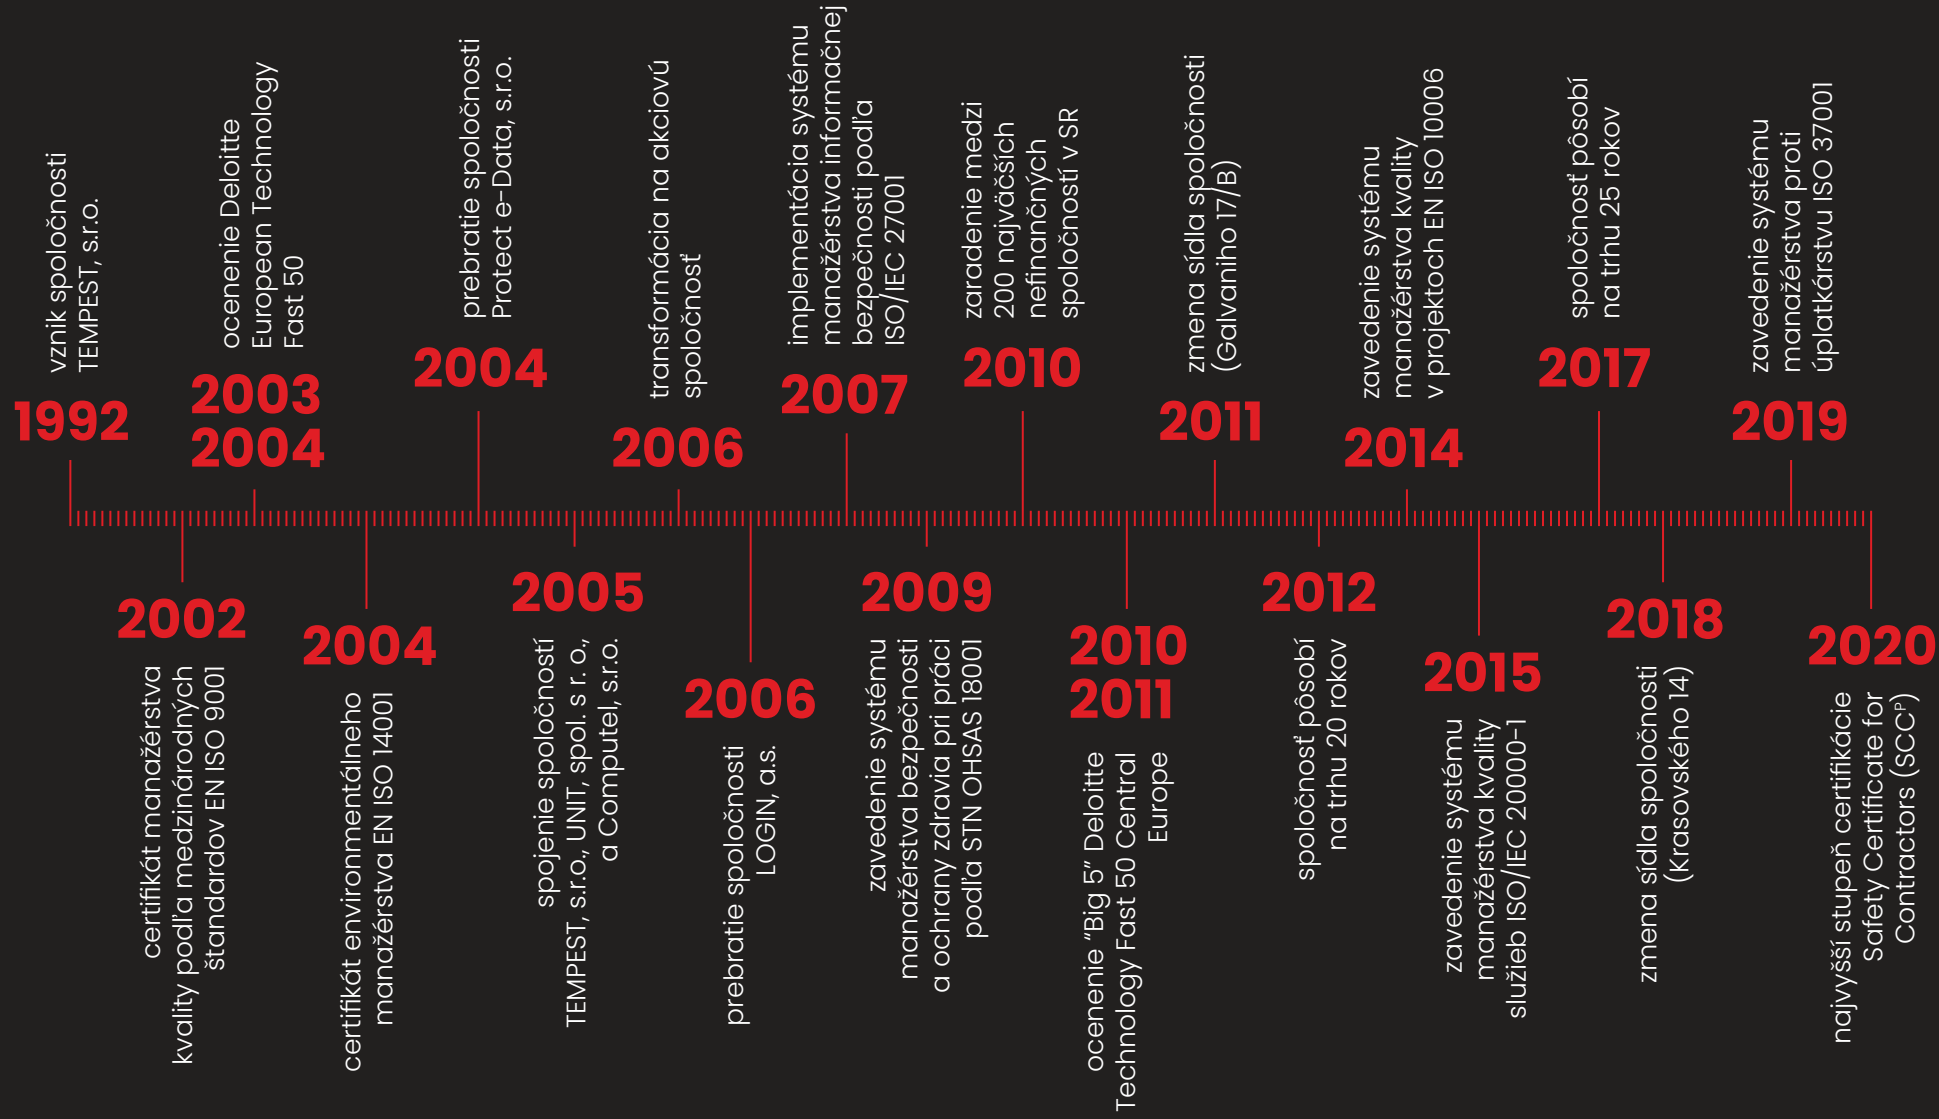 1992
vznik spoločnosti
TEMPEST, s.r.o.
2002
certifikát manažérstva
kvality podľa medzinárodných
štandardov EN ISO 9001
2003
2004
ocenenie Deloitte
European Technology
Fast 50
2004
certifikát environmentálneho
manažérstva EN ISO 14001
2004
prebratie spoločnosti
Protect e-Data, s.r.o.
2005
spojenie spoločností
TEMPEST, s.r.o., UNIT, spol. s r. o.,
a Computel, s.r.o.
2006
transformácia na akciovú
spoločnosť
2006
prebratie spoločnosti
LOGIN, a.s.
2007
implementácia systému
manažérstva informačnej
bezpečnosti podľa
ISO/IEC 27001
2009
zavedenie systému
manažérstva bezpečnosti
a ochrany zdravia pri práci
podľa STN OHSAS 18001
2010
zaradenie medzi
200 najväčších
nefinančných
spoločností v SR
2010
2011
ocenenie "Big 5" Deloitte
Technology Fast 50 Central
Europe
2011
zmena sídla spoločnosti
(Galvaniho 17/B)
2012
spoločnosť pôsobí
na trhu 20 rokov
2014
zavedenie systému
manažérstva kvality
v projektoch EN ISO 10006
2015
zavedenie systému
manažérstva kvality
služieb ISO/IEC 20000-1
2017
spoločnosť pôsobí
na trhu 25 rokov
2018
zmena sídla spoločnosti
(Krasovského 14)
2019
zavedenie systému
manažérstva proti
úplatkárstvu ISO 37001
2020
najvyšší stupeň certifikácie
Safety Certificate for
Contractors (SCCᴾ)